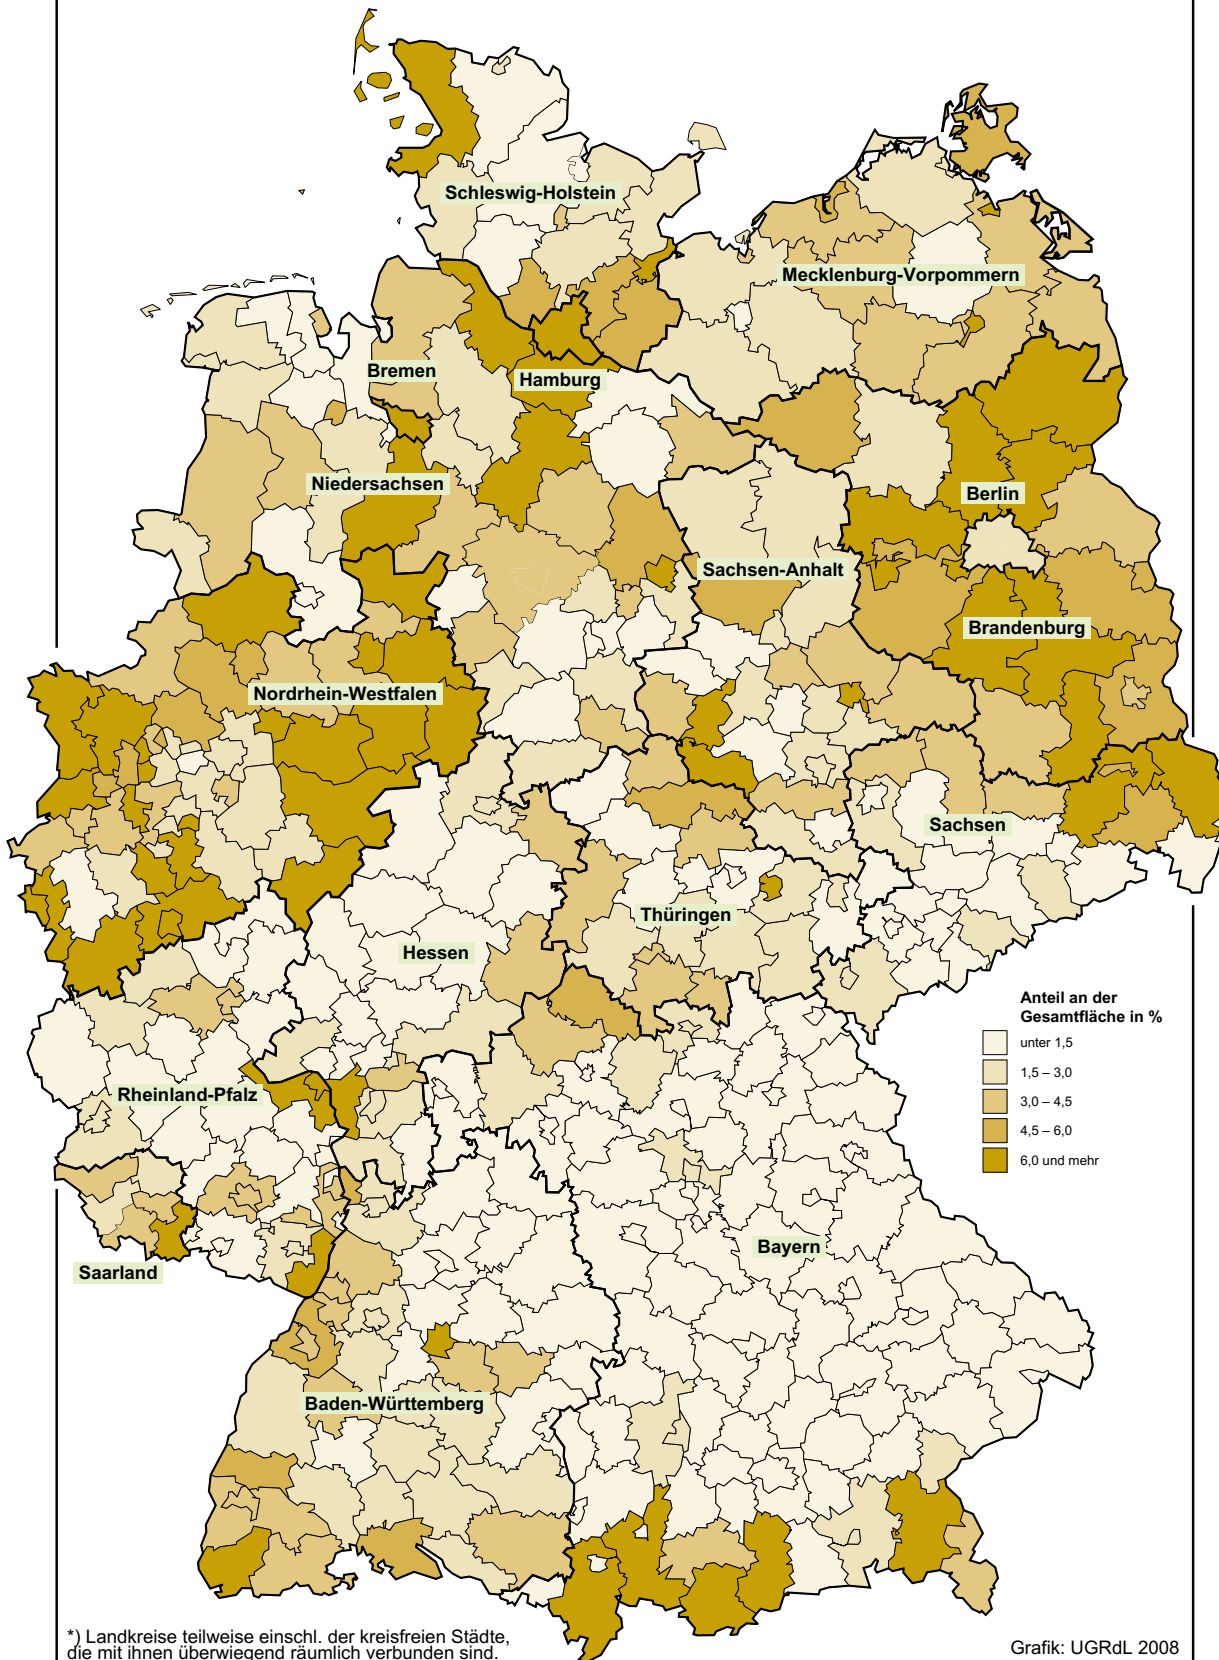 Schleswig-Holstein
Mecklenburg-Vorpommern
Bremen
Hamburg
Niedersachsen
Berlin
Sachsen-Anhalt
Brandenburg
Nordrhein-Westfalen
Sachsen
Thüringen
Hessen
Anteil an der
Gesamtfläche in %
unter 1,5
1,5 – 3,0
3,0 – 4,5
4,5 – 6,0
6,0 und mehr
Rheinland-Pfalz
Bayern
Saarland
Baden-Württemberg
*) Landkreise teilweise einschl. der kreisfreien Städte,
die mit ihnen überwiegend räumlich verbunden sind.
Grafik: UGRdL 2008